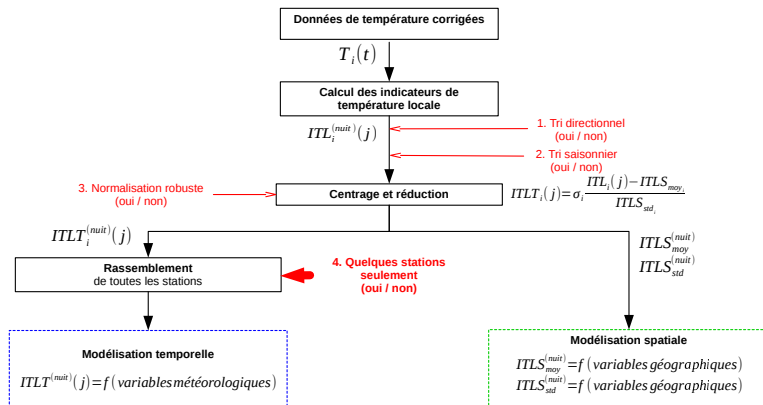 Données de température corrigées
T_i(t)
Calcul des indicateurs de
température locale
ITL_i^(nuit)(j)
1. Tri directionnel
(oui / non)
2. Tri saisonnier
(oui / non)
3. Normalisation robuste
(oui / non)
Centrage et réduction
ITLT_i(j)=σ_i (ITL_i(j)−ITLS_moy_i)/(ITLS_std_i)
ITLT_i^(nuit)(j)
ITLS_moy^(nuit)
ITLS_std^(nuit)
Rassemblement
de toutes les stations
4. Quelques stations
seulement
(oui / non)
Modélisation temporelle
ITLT^(nuit)(j)=f(variables météorologiques)
Modélisation spatiale
ITLS_moy^(nuit)=f(variables géographiques)
ITLS_std^(nuit)=f(variables géographiques)